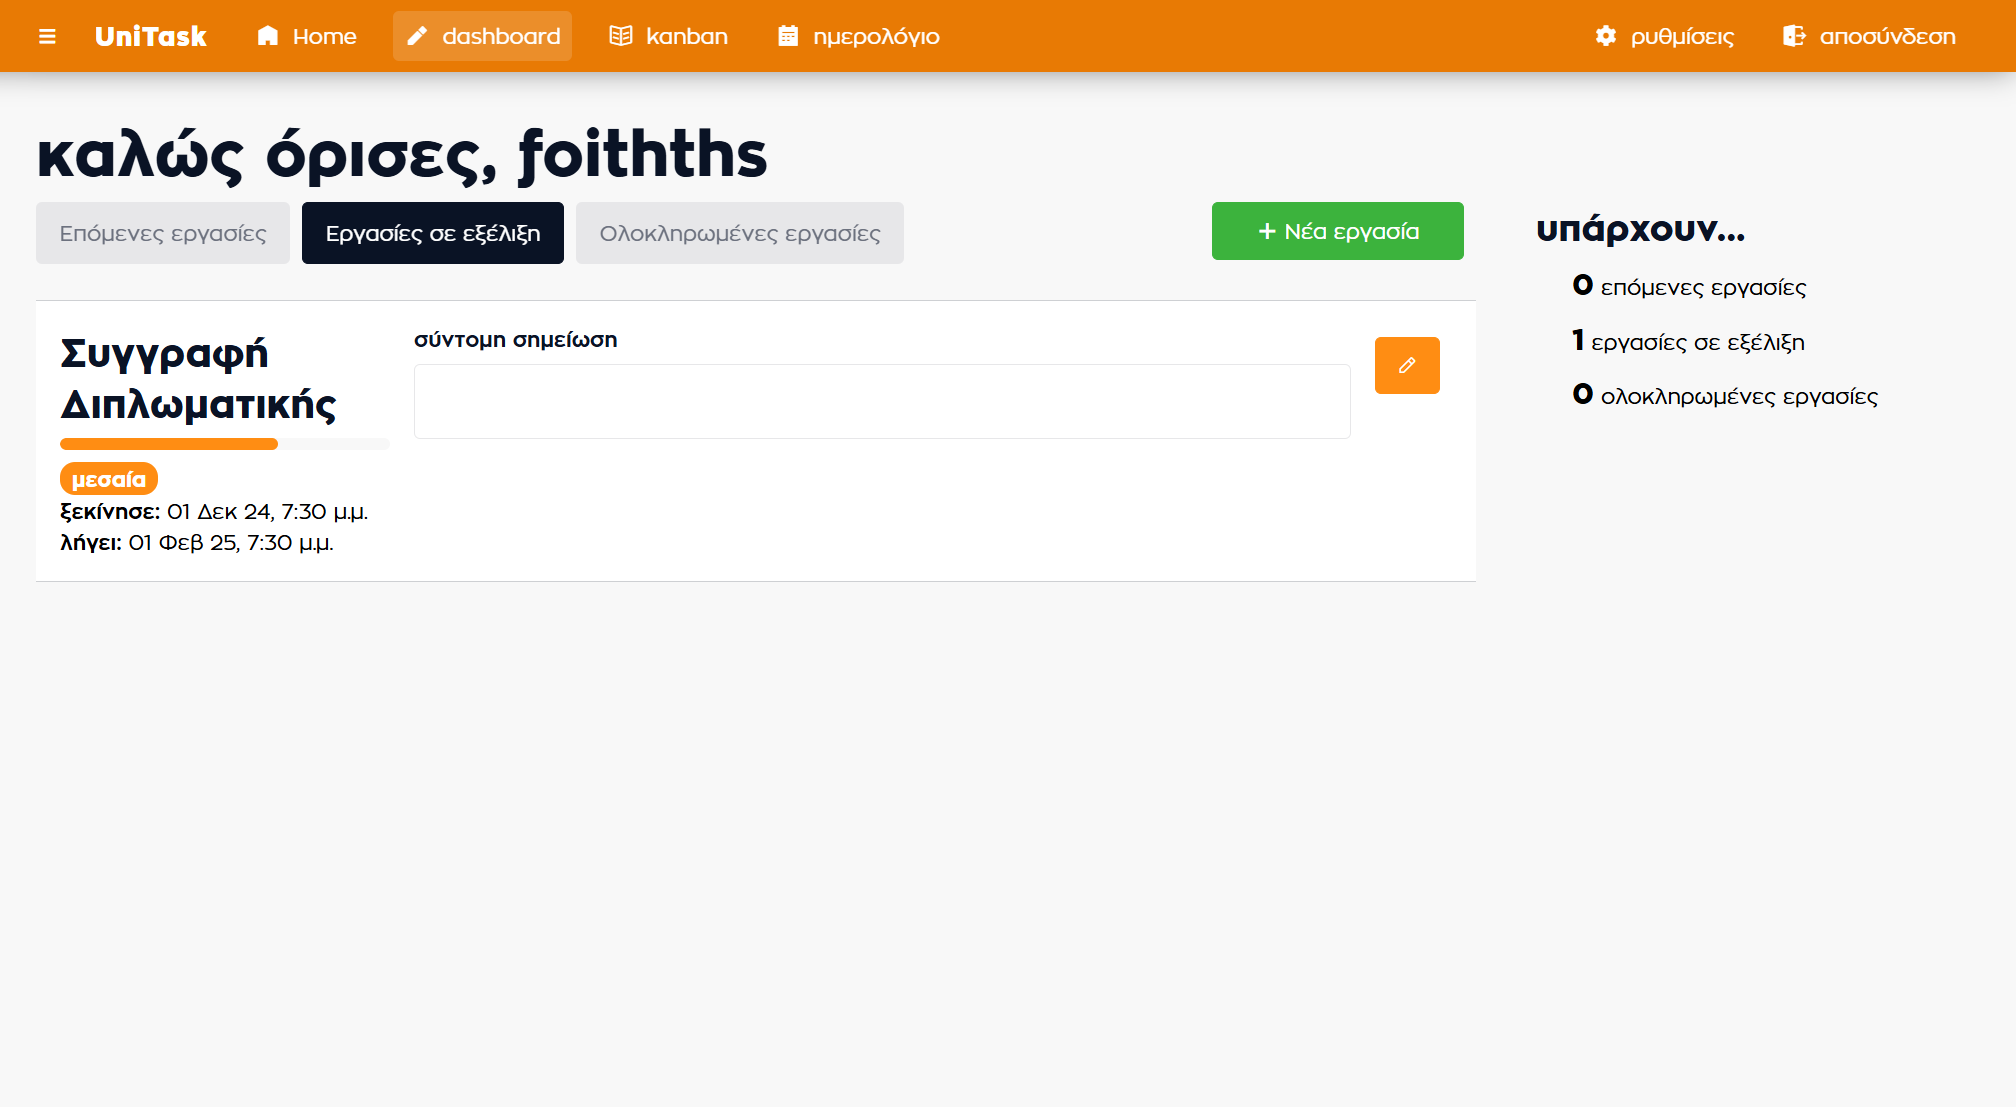 UniTask Home dashboard kanban ημερολόγιο ρυθμίσεις αποσύνδεση
καλώς όρισες, foithths
Επόμενες εργασίες Εργασίες σε εξέλιξη Ολοκληρωμένες εργασίες + Νέα εργασία
Συγγραφή
Διπλωματικής
μεσαία
ξεκίνησε: 01 Δεκ 24, 7:30 μ.μ.
λήγει: 01 Φεβ 25, 7:30 μ.μ.
σύντομη σημείωση
υπάρχουν...
0 επόμενες εργασίες
1 εργασίες σε εξέλιξη
0 ολοκληρωμένες εργασίες